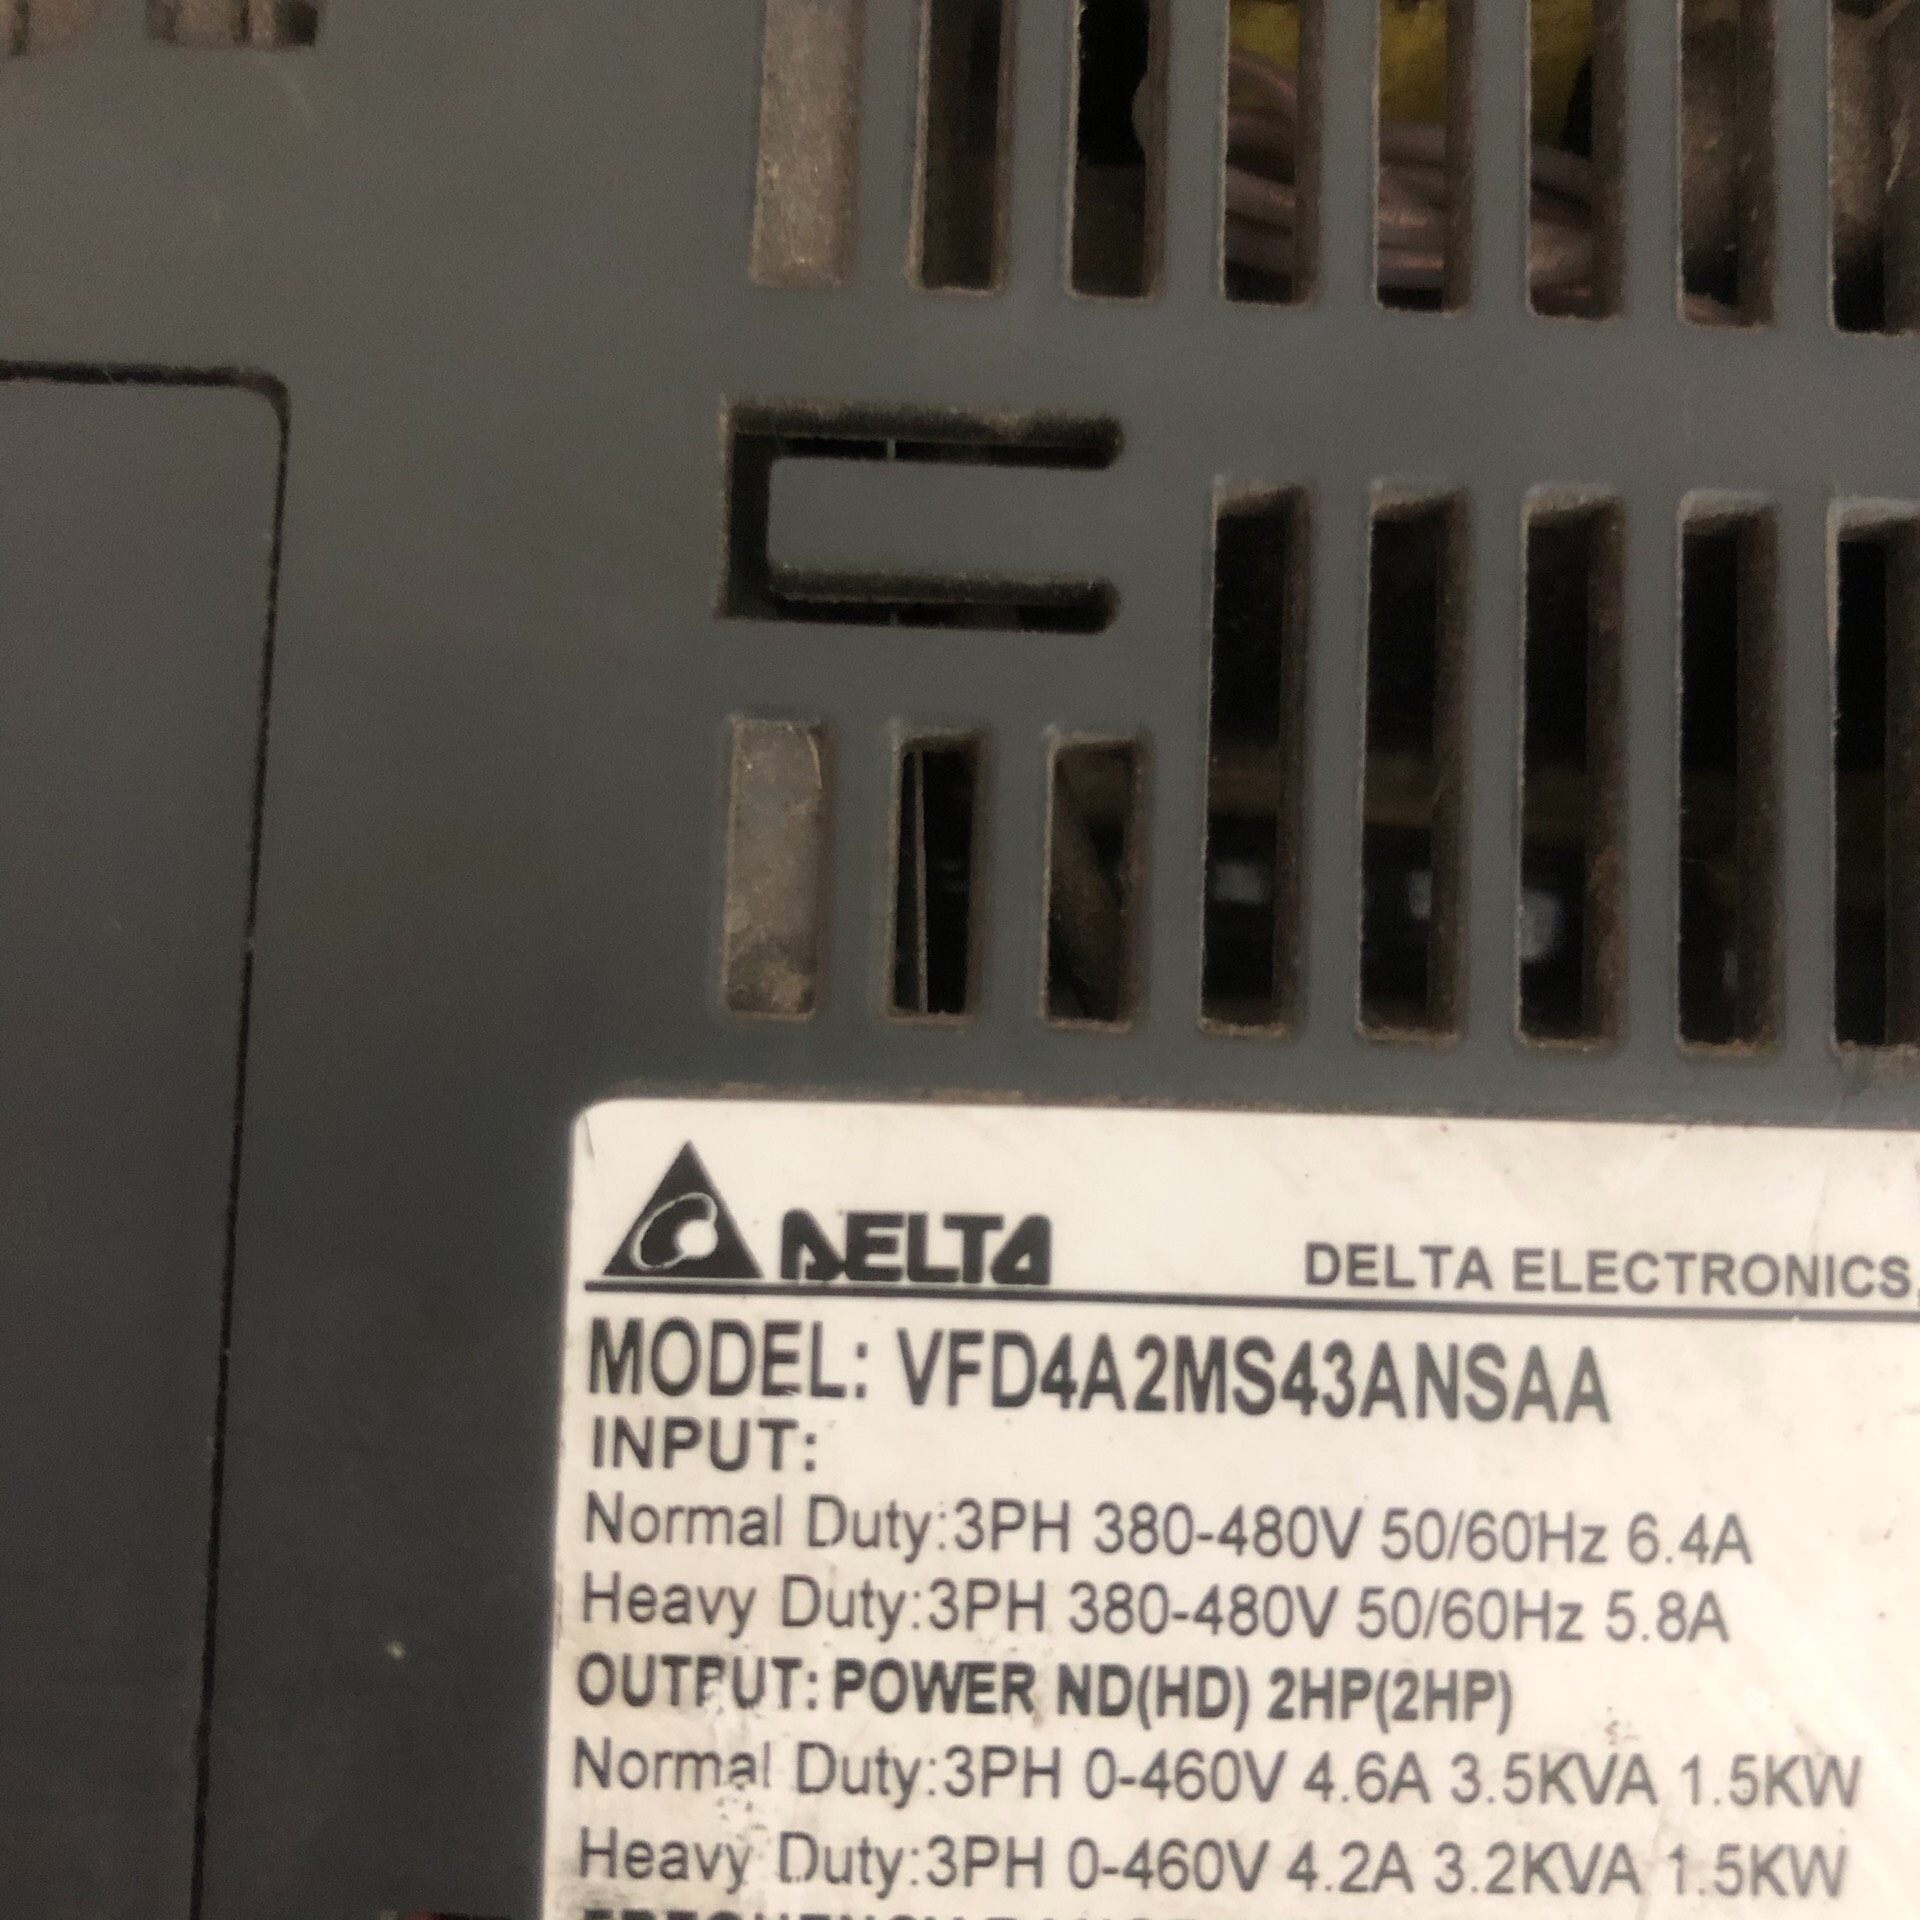 DELTA DELTA ELECTRONICS,
MODEL: VFD4A2MS43ANSAA
INPUT:
Normal Duty:3PH 380-480V 50/60Hz 6.4A
Heavy Duty:3PH 380-480V 50/60Hz 5.8A
OUTPUT: POWER ND(HD) 2HP(2HP)
Normal Duty:3PH 0-460V 4.6A 3.5KVA 1.5KW
Heavy Duty:3PH 0-460V 4.2A 3.2KVA 1.5KW